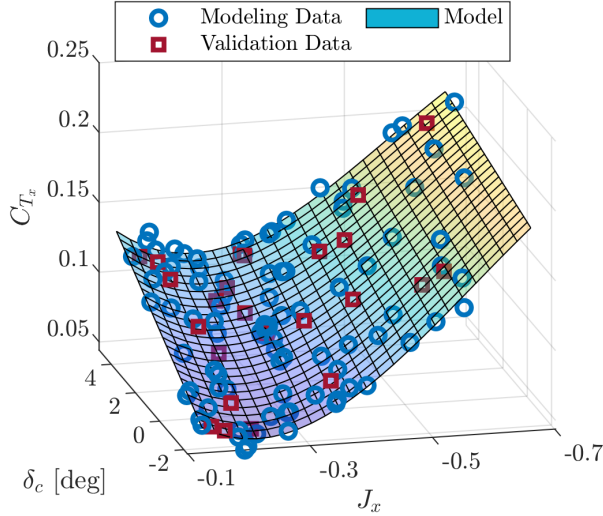 Modeling Data Model
Validation Data
0.25
0.2
0.15
0.1
0.05
C_{T_x}
4
2
0
-2
δ_c [deg]
-0.1
-0.3
-0.5
-0.7
J_x